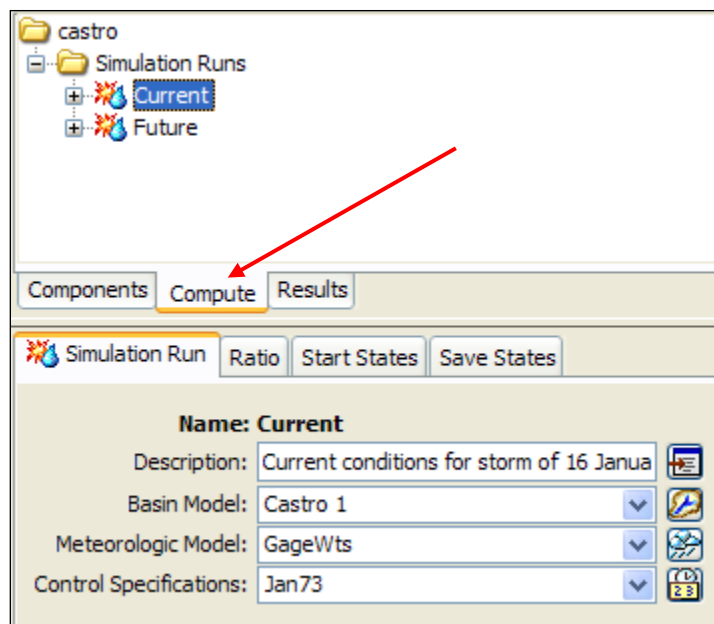 castro
Simulation Runs
Current
Future
Components Compute Results
Simulation Run Ratio Start States Save States
Name: Current
Description: Current conditions for storm of 16 Janua
Basin Model: Castro 1
Meteorologic Model: GageWts
Control Specifications: Jan73